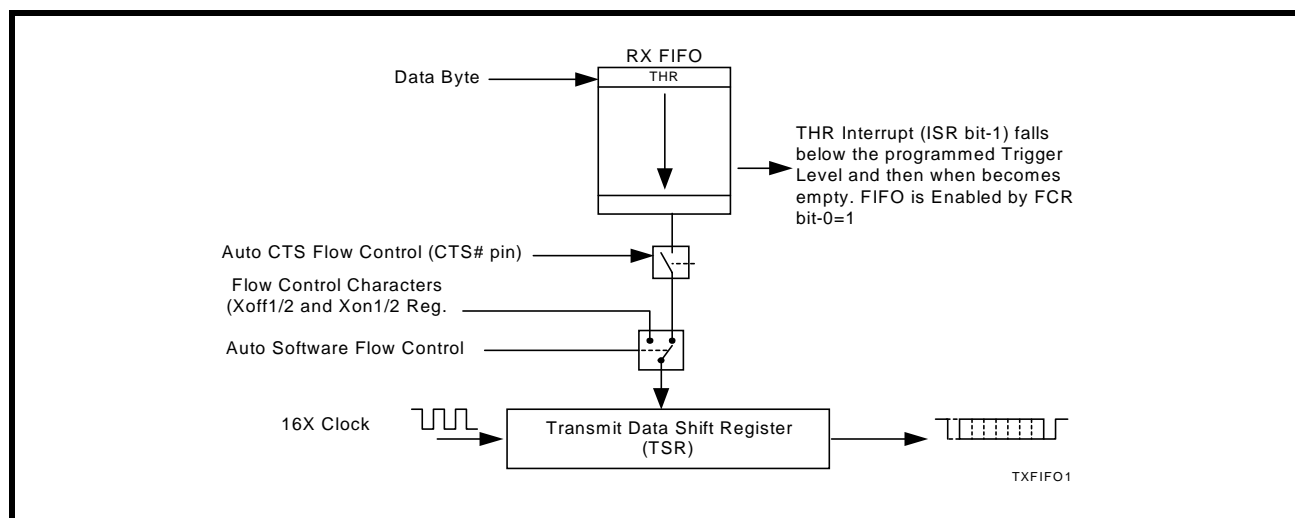 RX FIFO
THR
Data Byte
THR Interrupt (ISR bit-1) falls
below the programmed Trigger
Level and then when becomes
empty. FIFO is Enabled by FCR
bit-0=1
Auto CTS Flow Control (CTS# pin)
Flow Control Characters
(Xoff1/2 and Xon1/2 Reg.
Auto Software Flow Control
16X Clock
Transmit Data Shift Register
(TSR)
TXFIFO1